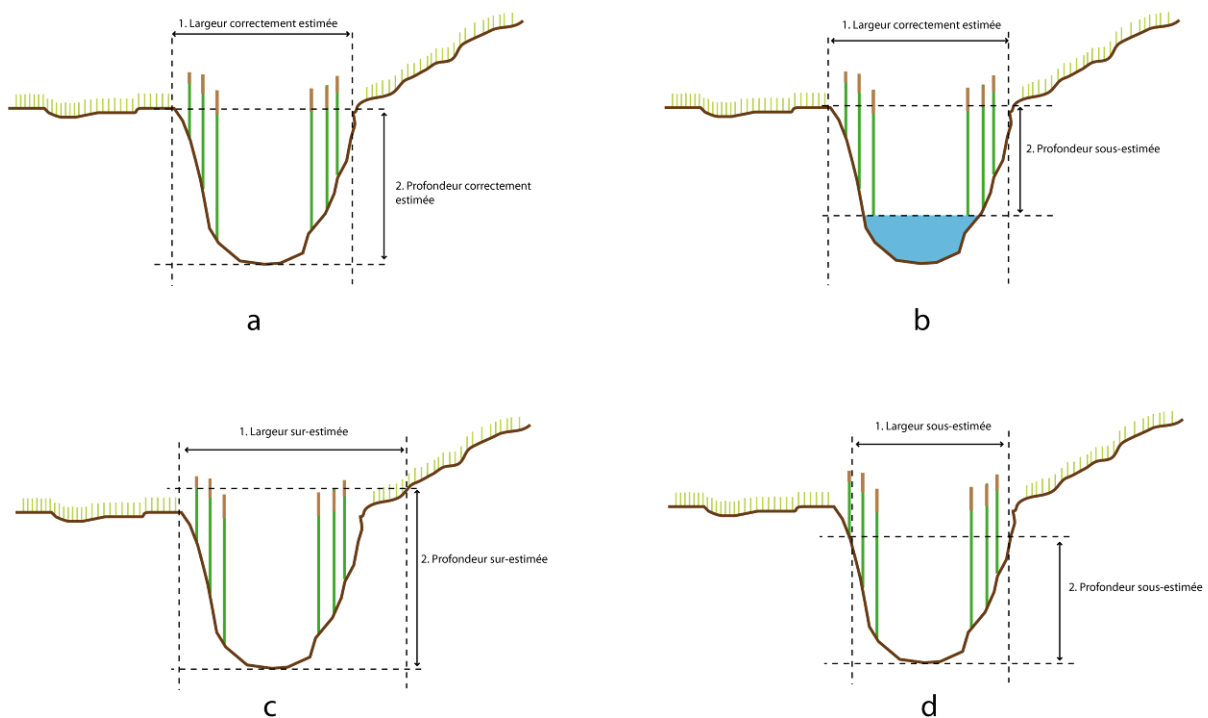 1. Largeur correctement estimée
2. Profondeur correctement
estimée
a
1. Largeur correctement estimée
2. Profondeur sous-estimée
b
1. Largeur sur-estimée
2. Profondeur sur-estimée
c
1. Largeur sous-estimée
2. Profondeur sous-estimée
d